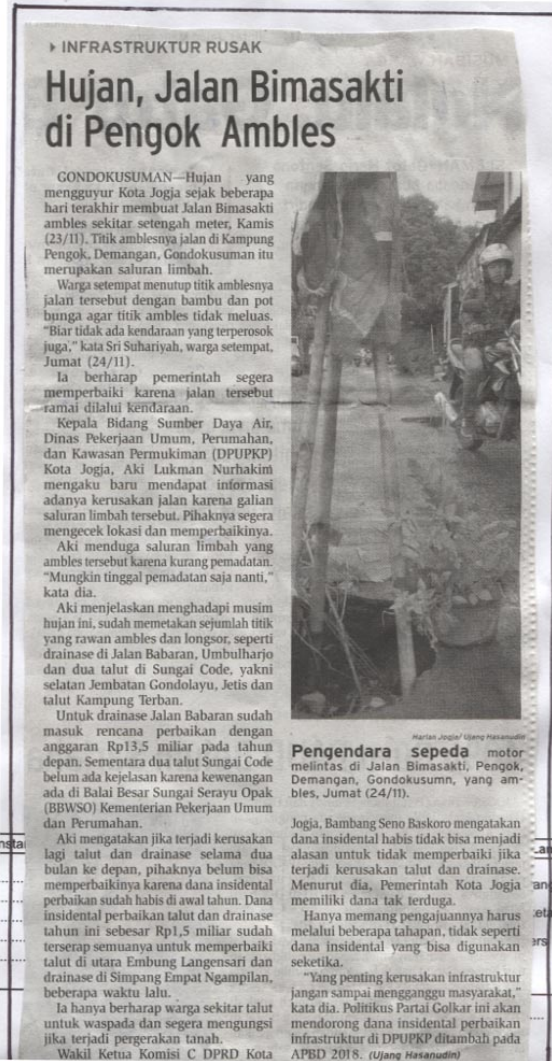 INFRASTRUKTUR RUSAK
Hujan, Jalan Bimasakti
di Pengok Ambles
GONDOKUSUMAN—Hujan yang
mengguyur Kota Jogja sejak beberapa
hari terakhir membuat Jalan Bimasakti
ambles sekitar setengah meter, Kamis
(23/11). Titik amblesnya jalan di Kampung
Pengok, Demangan, Gondokusuman itu
merupakan saluran limbah.
Warga setempat menutup titik amblesnya
jalan tersebut dengan bambu dan pot
bunga agar titik ambles tidak meluas.
"Biar tidak ada kendaraan yang terperosok
juga," kata Sri Suhariyah, warga setempat,
Jumat (24/11).
Ia berharap pemerintah segera
memperbaiki karena jalan tersebut
ramai dilalui kendaraan.
Kepala Bidang Sumber Daya Air,
Dinas Pekerjaan Umum, Perumahan,
dan Kawasan Permukiman (DPUPKP)
Kota Jogja, Aki Lukman Nurhakim
mengaku baru mendapat informasi
adanya kerusakan jalan karena galian
saluran limbah tersebut. Pihaknya segera
mengecek lokasi dan memperbaikinya.
Aki menduga saluran limbah yang
ambles tersebut karena kurang pemadatan.
"Mungkin tinggal pemadatan saja nanti,"
kata dia.
Aki menjelaskan menghadapi musim
hujan ini, sudah memetakan sejumlah titik
yang rawan ambles dan longsor, seperti
drainase di Jalan Babaran, Umbulharjo
dan dua talut di Sungai Code, yakni
selatan Jembatan Gondolayu, Jetis dan
talut Kampung Terban.
Untuk drainase Jalan Babaran sudah
masuk rencana perbaikan dengan
anggaran Rp13,5 miliar pada tahun
depan. Sementara dua talut Sungai Code
belum ada kejelasan karena kewenangan
ada di Balai Besar Sungai Serayu Opak
(BBWSO) Kementerian Pekerjaan Umum
dan Perumahan.
Aki mengatakan jika terjadi kerusakan
lagi talut dan drainase selama dua
bulan ke depan, pihaknya belum bisa
memperbaikinya karena dana insidental
perbaikan sudah habis di awal tahun. Dana
insidental perbaikan talut dan drainase
tahun ini sebesar Rp1,5 miliar sudah
terserap semuanya untuk memperbaiki
talut di utara Embung Langensari dan
drainase di Simpang Empat Ngampilan,
beberapa waktu lalu.
Ia hanya berharap warga sekitar talut
untuk waspada dan segera mengungsi
jika terjadi pergerakan tanah.
Wakil Ketua Komisi C DPRD Kota
Harian Jogja/ Ujang Hasanudin
Pengendara sepeda motor
melintas di Jalan Bimasakti, Pengok,
Demangan, Gondokusumn, yang am-
bles, Jumat (24/11).
Jogja, Bambang Seno Baskoro mengatakan
dana insidental habis tidak bisa menjadi
alasan untuk tidak memperbaiki jika
terjadi kerusakan talut dan drainase.
Menurut dia, Pemerintah Kota Jogja
memiliki dana tak terduga.
Hanya memang pengajuannya harus
melalui beberapa tahapan, tidak seperti
dana insidental yang bisa digunakan
seketika.
"Yang penting kerusakan infrastruktur
jangan sampai mengganggu masyarakat,"
kata dia. Politikus Partai Golkar ini akan
mendorong dana insidental perbaikan
infrastruktur di DPUPKP ditambah pada
APBD 2018. (Ujang Hasanudin)